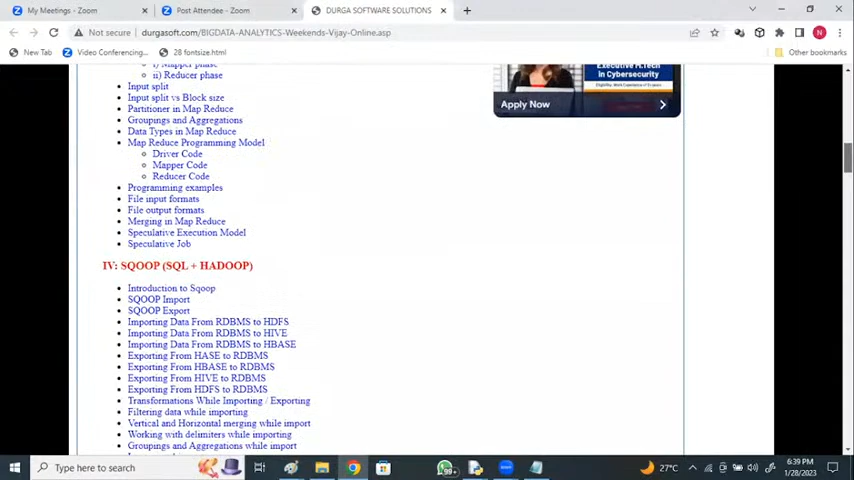 My Meetings - Zoom
Post Attendee - Zoom
DURGA SOFTWARE SOLUTIONS
Not secure
durgasoft.com/BIGDATA-ANALYTICS-Weekends-Vijay-Online.asp
N
New Tab
Video Conferencing...
28 fontsize.html
Other bookmarks
i) Mapper phase
ii) Reducer phase
Input split
Input split vs Block size
Partitioner in Map Reduce
Groupings and Aggregations
Data Types in Map Reduce
Map Reduce Programming Model
Driver Code
Mapper Code
Reducer Code
Programming examples
File input formats
File output formats
Merging in Map Reduce
Speculative Execution Model
Speculative Job
Executive M.Tech
in Cybersecurity
Apply Now
IV: SQOOP (SQL + HADOOP)
Introduction to Sqoop
SQOOP Import
SQOOP Export
Importing Data From RDBMS to HDFS
Importing Data From RDBMS to HIVE
Importing Data From RDBMS to HBASE
Exporting From HASE to RDBMS
Exporting From HBASE to RDBMS
Exporting From HIVE to RDBMS
Exporting From HDFS to RDBMS
Transformations While Importing / Exporting
Filtering data while importing
Vertical and Horizontal merging while import
Working with delimiters while importing
Groupings and Aggregations while import
Type here to search
99+
27°C
6:39 PM
1/28/2023